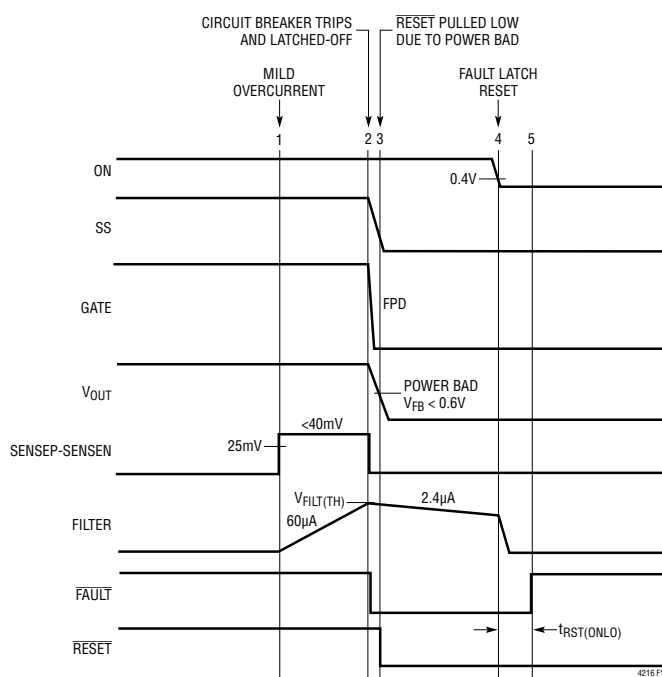 CIRCUIT BREAKER TRIPS
AND LATCHED-OFF
RESET PULLED LOW
DUE TO POWER BAD
MILD
OVERCURRENT
FAULT LATCH
RESET
1
2
3
4
5
ON
0.4V
SS
GATE
FPD
VOUT
POWER BAD
VFB < 0.6V
<40mV
SENSEP-SENSEN
25mV
VFILT(TH)
2.4µA
60µA
FILTER
FAULT
tRST(ONLO)
RESET